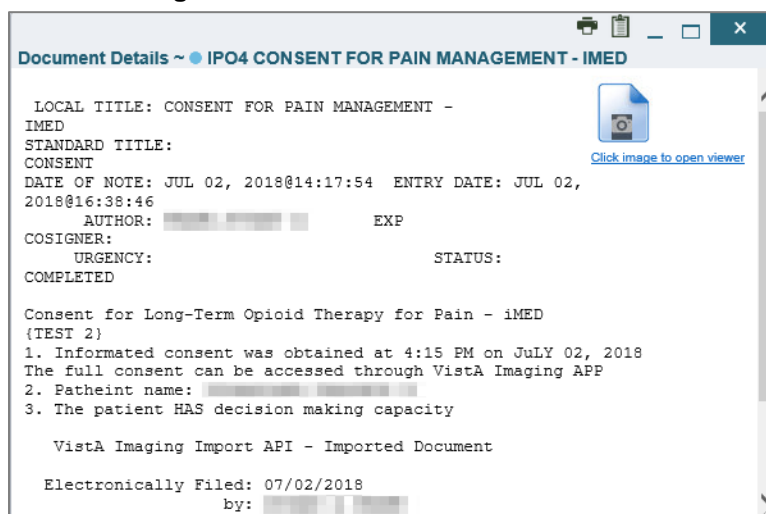 Document Details ~ IPO4 CONSENT FOR PAIN MANAGEMENT - IMED
LOCAL TITLE: CONSENT FOR PAIN MANAGEMENT -
IMED
STANDARD TITLE:
CONSENT
Click image to open viewer
DATE OF NOTE: JUL 02, 2018@14:17:54 ENTRY DATE: JUL 02,
2018@16:38:46
AUTHOR: EXP
COSIGNER:
URGENCY: STATUS:
COMPLETED
Consent for Long-Term Opioid Therapy for Pain - iMED
{TEST 2}
1. Informated consent was obtained at 4:15 PM on JuLY 02, 2018
The full consent can be accessed through VistA Imaging APP
2. Patheint name:
3. The patient HAS decision making capacity
VistA Imaging Import API - Imported Document
Electronically Filed: 07/02/2018
by: